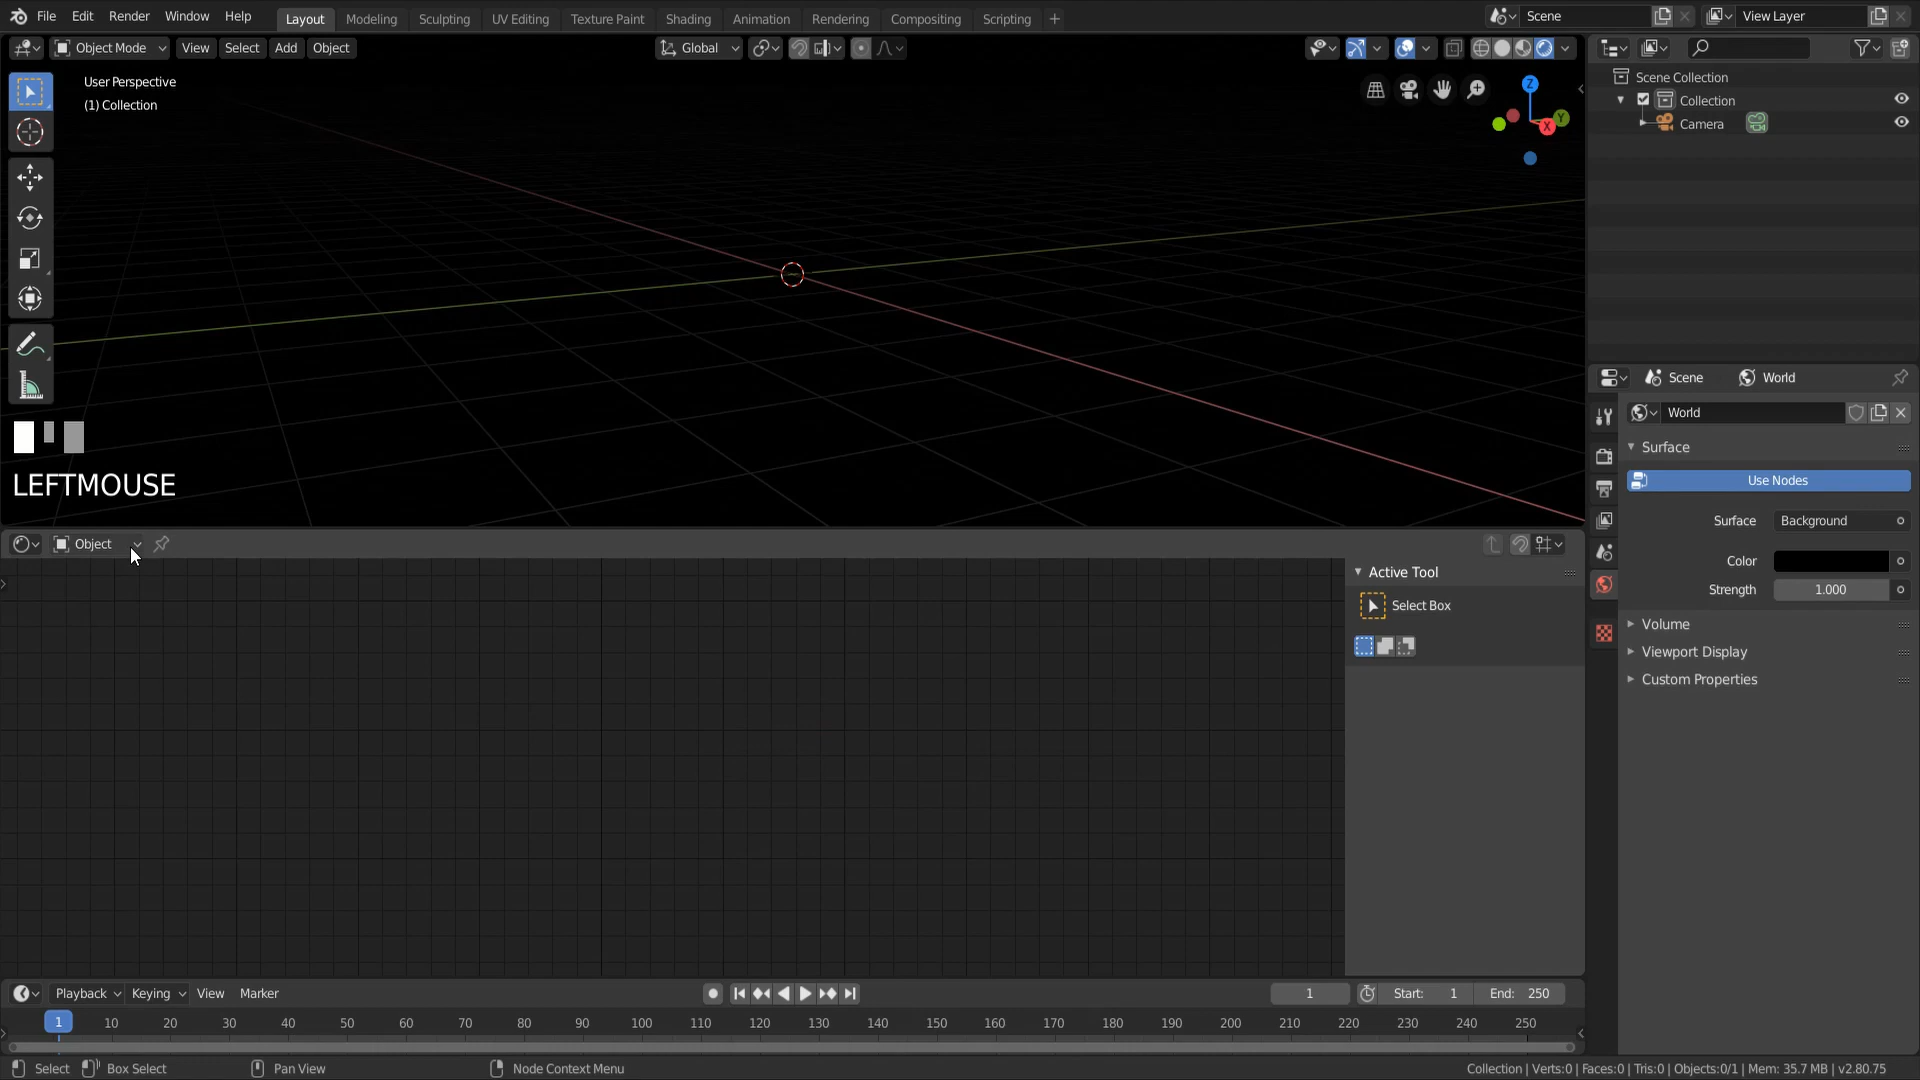 File Edit Render Window Help Layout Modeling Sculpting UV Editing Texture Paint Shading Animation Rendering Compositing Scripting Scene View Layer
Object Mode View Select Add Object Global
User Perspective
(1) Collection
Z
Y
X
LEFTMOUSE
Scene Collection
Collection
Camera
Scene World
World
Surface
Use Nodes
Surface Background
Color
Strength 1.000
Volume
Viewport Display
Custom Properties
Object
Active Tool
Select Box
Playback Keying View Marker 1 Start: 1 End: 250
1 10 20 30 40 50 60 70 80 90 100 110 120 130 140 150 160 170 180 190 200 210 220 230 240 250
Select Box Select Pan View Node Context Menu Collection | Verts:0 | Faces:0 | Tris:0 | Objects:0/1 | Mem: 35.7 MB | v2.80.75